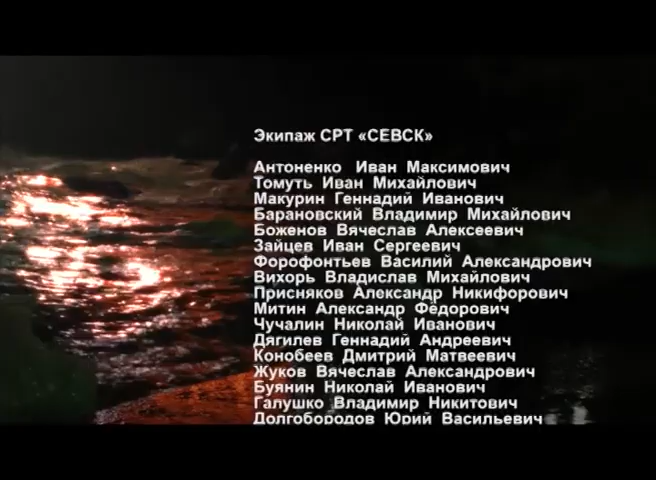 Экипаж СРТ «СЕВСК»
Антоненко Иван Максимович
Томуть Иван Михайлович
Макурин Геннадий Иванович
Барановский Владимир Михайлович
Боженов Вячеслав Алексеевич
Зайцев Иван Сергеевич
Форофонтьев Василий Александрович
Вихорь Владислав Михайлович
Присняков Александр Никифорович
Митин Александр Фёдорович
Чучалин Николай Иванович
Дягилев Геннадий Андреевич
Конобеев Дмитрий Матвеевич
Жуков Вячеслав Александрович
Буянин Николай Иванович
Галушко Владимир Никитович
Долгобородов Юрий Васильевич